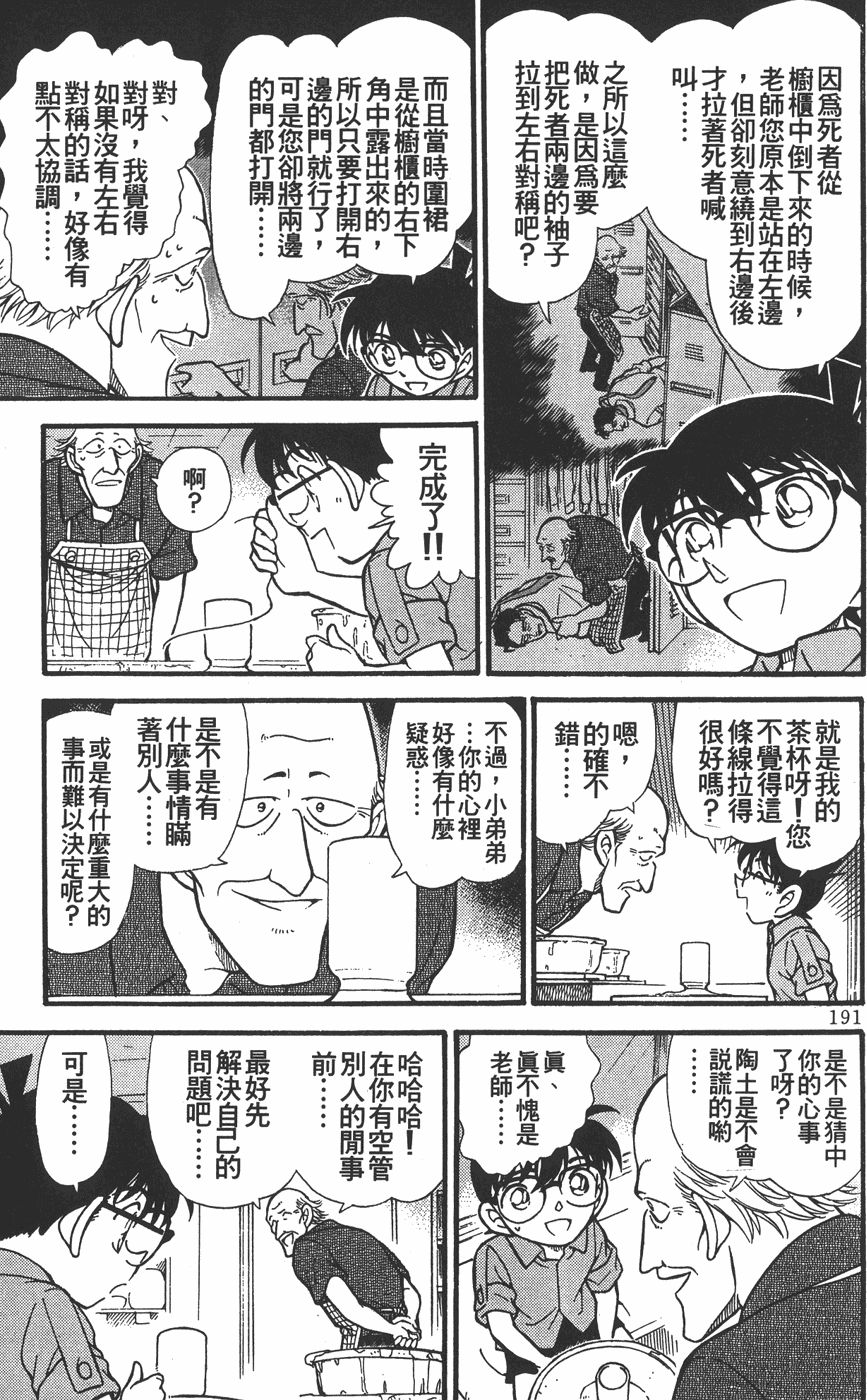 因為死者從
櫥櫃中倒下來的時候，
老師您原本是站在左邊
，但卻刻意繞到右邊後
才拉著死者喊
叫……
之所以這麼
做，是因為要
把死者兩邊的袖子
拉到左右對稱吧？
而且當時圍裙
是從櫥櫃的右下
角中露出來的，
所以只要打開右
邊的門就行了，
可是您卻將兩邊
的門都打開……
對、
對呀，我覺得
如果沒有左右
對稱的話，好像有
點不太協調……
完成了!!
啊？
就是我的
茶杯呀！您
不覺得這
條線拉得
很好嗎？
嗯，
的確不
錯……
不過，小弟弟
…你的心裡
好像有什麼
疑惑……
是不是有
什麼事情瞞
著別人……
或是有什麼重大的
事而難以決定呢？
191
是不是猜中
你的心事
了呀？
陶土是不會
說謊的喲
……
真、
真不愧是
老師……
哈哈哈！
在你有空管
別人的閒事
前……
最好先
解決自己的
問題吧……
可是……